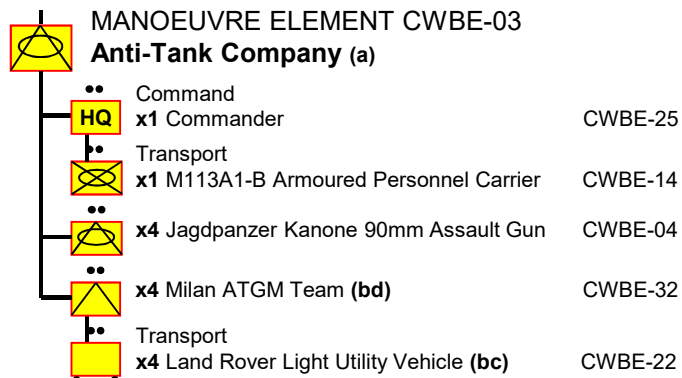 MANOEUVRE ELEMENT CWBE-03
Anti-Tank Company (a)
Command
HQ x1 Commander CWBE-25
Transport
x1 M113A1-B Armoured Personnel Carrier CWBE-14
x4 Jagdpanzer Kanone 90mm Assault Gun CWBE-04
x4 Milan ATGM Team (bd) CWBE-32
Transport
x4 Land Rover Light Utility Vehicle (bc) CWBE-22